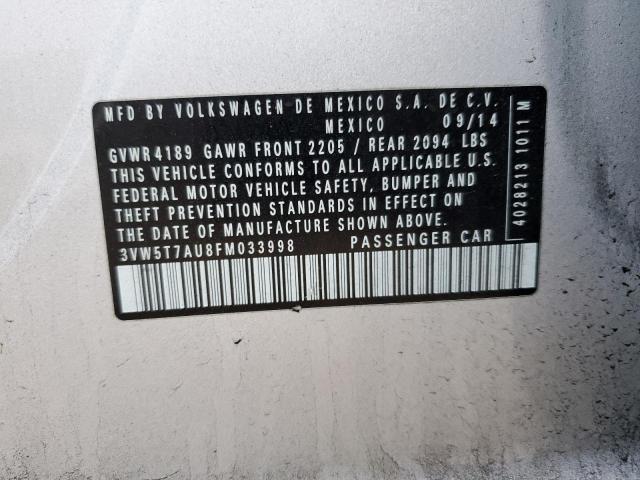 MFD BY VOLKSWAGEN DE MEXICO S.A. DE C.V.
MEXICO 09/14
GVWR 4189 GAWR FRONT 2205 / REAR 2094 LBS
THIS VEHICLE CONFORMS TO ALL APPLICABLE U.S.
FEDERAL MOTOR VEHICLE SAFETY, BUMPER AND
THEFT PREVENTION STANDARDS IN EFFECT ON
THE DATE OF MANUFACTURE SHOWN ABOVE.
3VW5T7AU8FM033998 PASSENGER CAR
4028213 1011 M